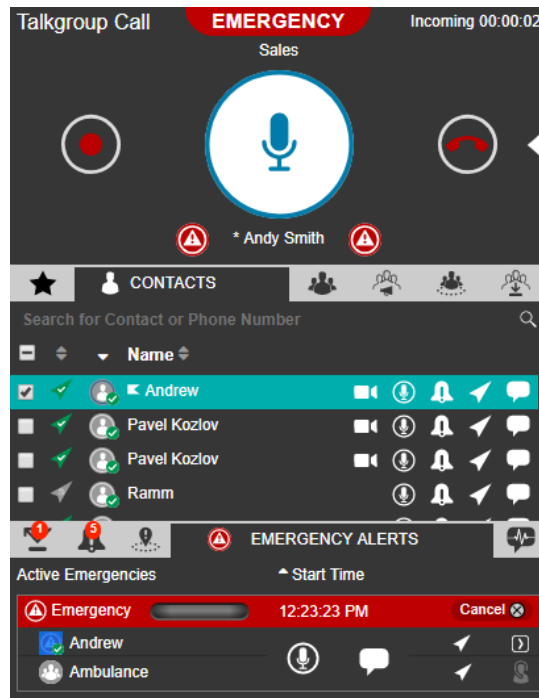 Talkgroup Call EMERGENCY Incoming 00:00:02
Sales
* Andy Smith
CONTACTS
Search for Contact or Phone Number
Name
Andrew
Pavel Kozlov
Pavel Kozlov
Ramm
1 5 EMERGENCY ALERTS
Active Emergencies Start Time
Emergency 12:23:23 PM Cancel
Andrew
Ambulance